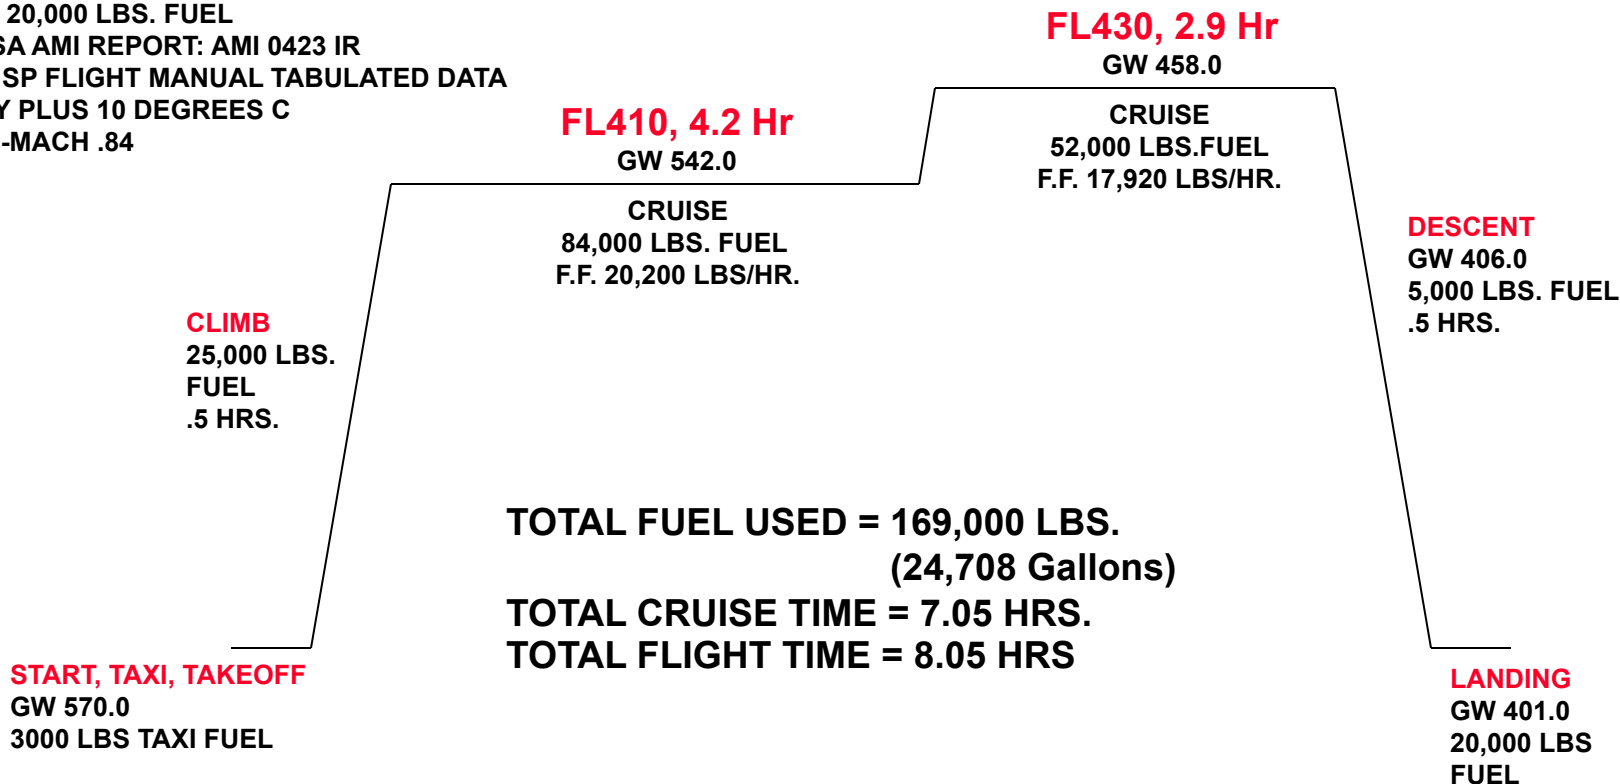 20,000 LBS. FUEL
SA AMI REPORT: AMI 0423 IR
SP FLIGHT MANUAL TABULATED DATA
Y PLUS 10 DEGREES C
-MACH .84
FL410, 4.2 Hr
GW 542.0
CRUISE
84,000 LBS. FUEL
F.F. 20,200 LBS/HR.
FL430, 2.9 Hr
GW 458.0
CRUISE
52,000 LBS.FUEL
F.F. 17,920 LBS/HR.
DESCENT
GW 406.0
5,000 LBS. FUEL
.5 HRS.
CLIMB
25,000 LBS.
FUEL
.5 HRS.
TOTAL FUEL USED = 169,000 LBS.
(24,708 Gallons)
TOTAL CRUISE TIME = 7.05 HRS.
TOTAL FLIGHT TIME = 8.05 HRS
START, TAXI, TAKEOFF
GW 570.0
3000 LBS TAXI FUEL
LANDING
GW 401.0
20,000 LBS
FUEL